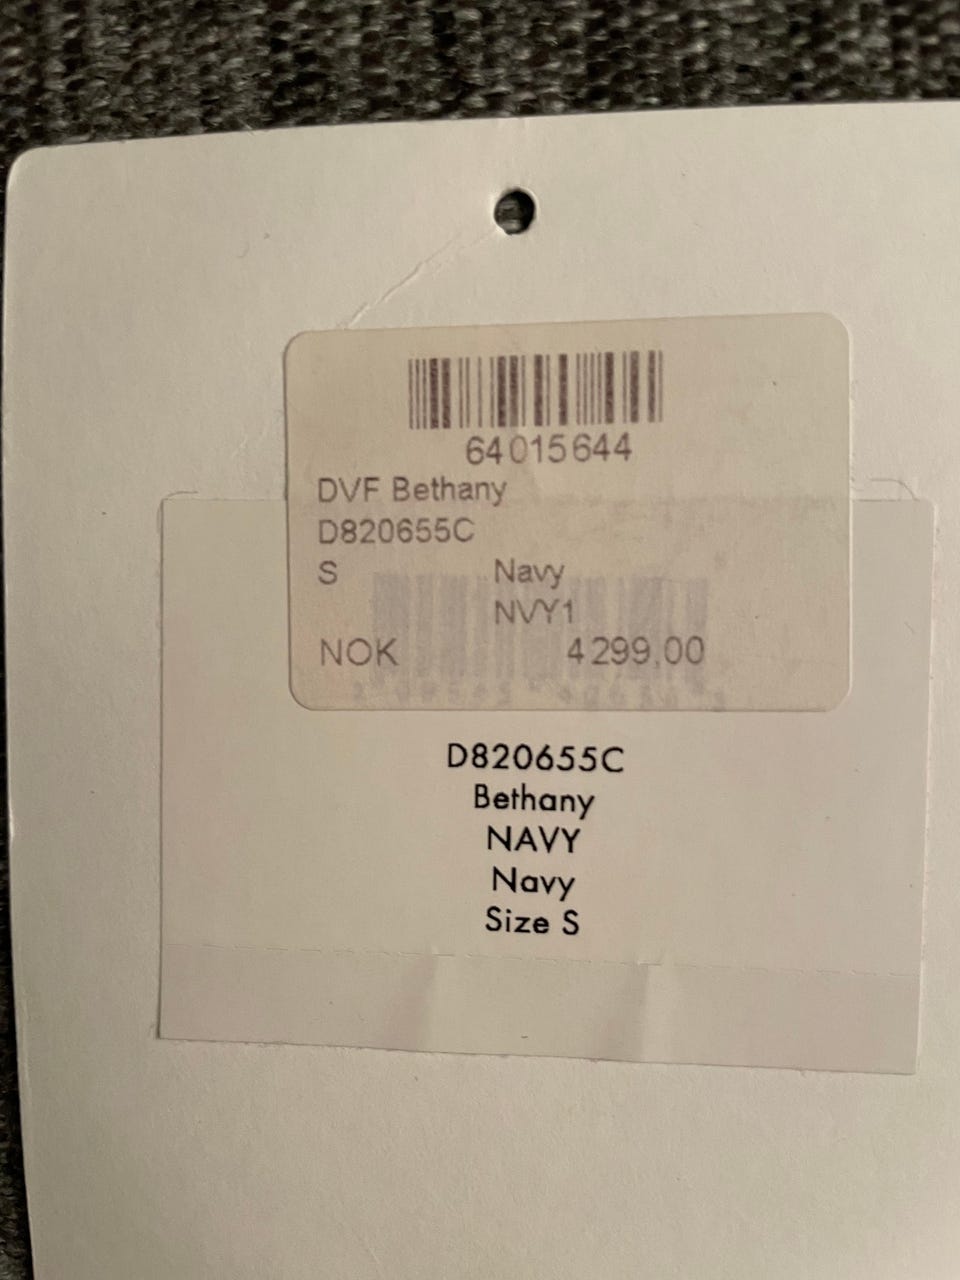 64015644
DVF Bethany
D820655C
S Navy
NVY1
NOK 4299,00
D820655C
Bethany
NAVY
Navy
Size S